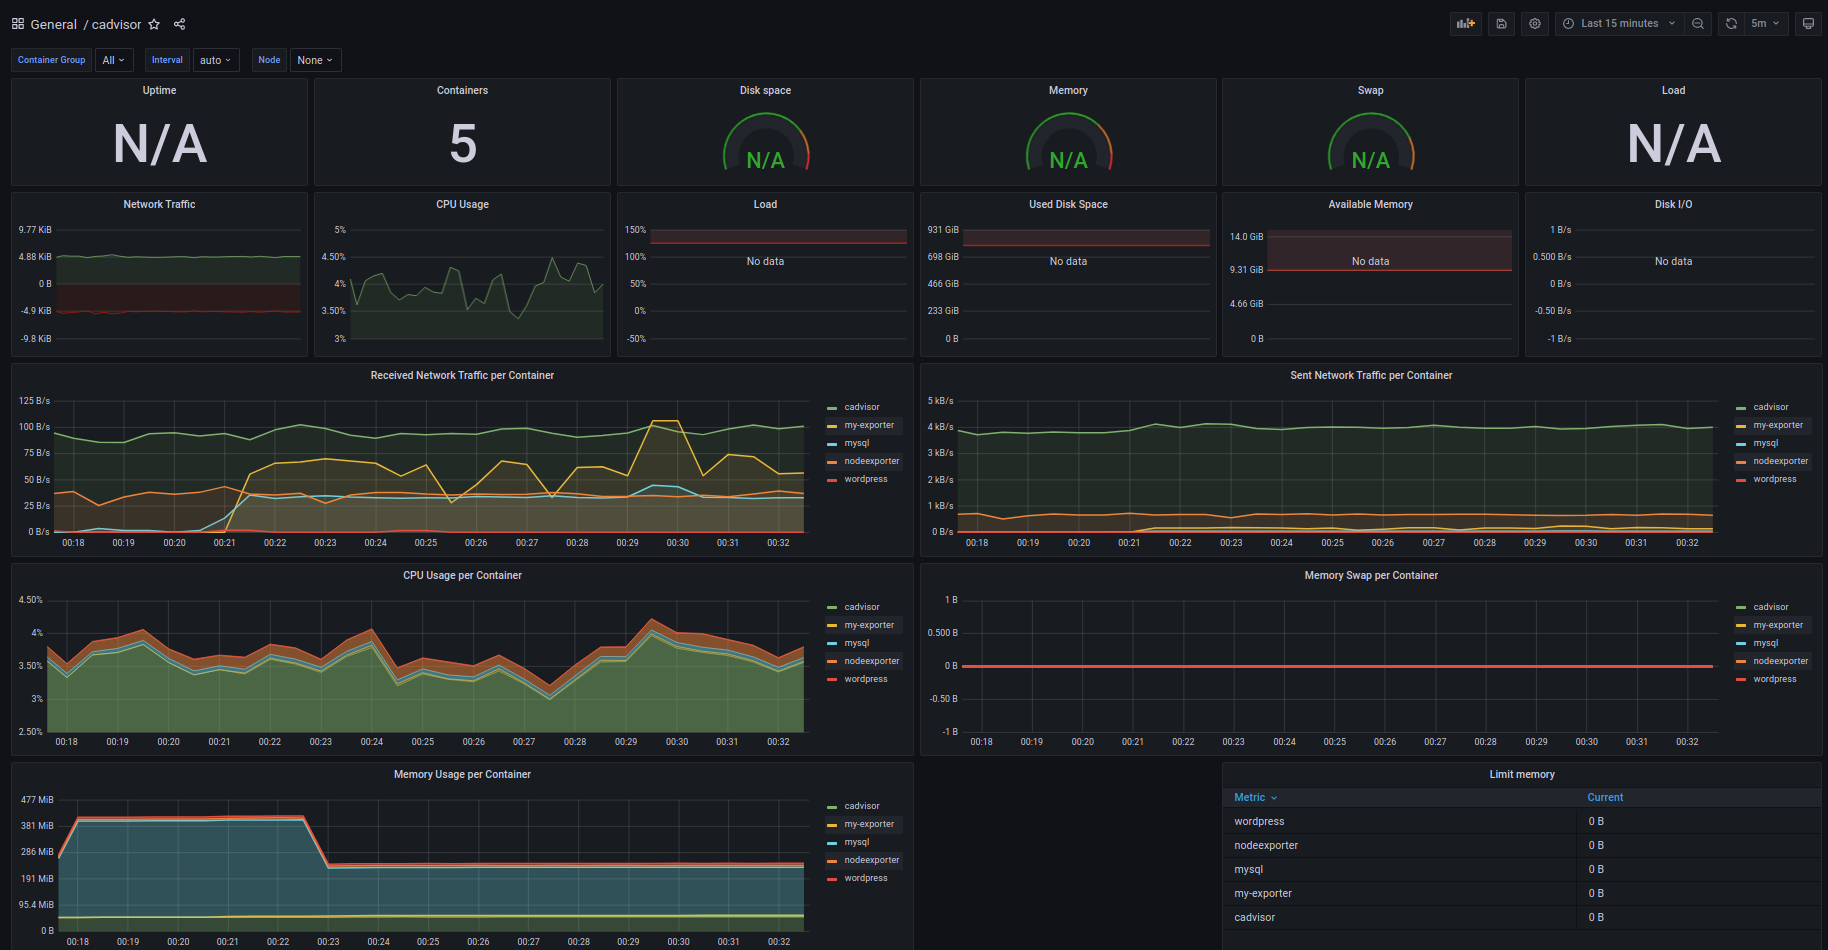 General / cadvisor
Last 15 minutes
5m
Container Group All Interval auto Node None
Uptime
N/A
Containers
5
Disk space
N/A
Memory
N/A
Swap
N/A
Load
N/A
Network Traffic
9.77 KiB
4.88 KiB
0 B
-4.9 KiB
-9.8 KiB
CPU Usage
5%
4.50%
4%
3.50%
3%
Load
150%
100%
50%
0%
-50%
No data
Used Disk Space
931 GiB
698 GiB
466 GiB
233 GiB
0 B
No data
Available Memory
14.0 GiB
9.31 GiB
4.66 GiB
0 B
No data
Disk I/O
1 B/s
0.500 B/s
0 B/s
-0.50 B/s
-1 B/s
No data
Received Network Traffic per Container
125 B/s
100 B/s
75 B/s
50 B/s
25 B/s
0 B/s
00:18 00:19 00:20 00:21 00:22 00:23 00:24 00:25 00:26 00:27 00:28 00:29 00:30 00:31 00:32
cadvisor
my-exporter
mysql
nodeexporter
wordpress
Sent Network Traffic per Container
5 kB/s
4 kB/s
3 kB/s
2 kB/s
1 kB/s
0 B/s
00:18 00:19 00:20 00:21 00:22 00:23 00:24 00:25 00:26 00:27 00:28 00:29 00:30 00:31 00:32
cadvisor
my-exporter
mysql
nodeexporter
wordpress
CPU Usage per Container
4.50%
4%
3.50%
3%
2.50%
00:18 00:19 00:20 00:21 00:22 00:23 00:24 00:25 00:26 00:27 00:28 00:29 00:30 00:31 00:32
cadvisor
my-exporter
mysql
nodeexporter
wordpress
Memory Swap per Container
1 B
0.500 B
0 B
-0.50 B
-1 B
00:18 00:19 00:20 00:21 00:22 00:23 00:24 00:25 00:26 00:27 00:28 00:29 00:30 00:31 00:32
cadvisor
my-exporter
mysql
nodeexporter
wordpress
Memory Usage per Container
477 MiB
381 MiB
286 MiB
191 MiB
95.4 MiB
0 B
00:18 00:19 00:20 00:21 00:22 00:23 00:24 00:25 00:26 00:27 00:28 00:29 00:30 00:31 00:32
cadvisor
my-exporter
mysql
nodeexporter
wordpress
Limit memory
Metric Current
wordpress 0 B
nodeexporter 0 B
mysql 0 B
my-exporter 0 B
cadvisor 0 B